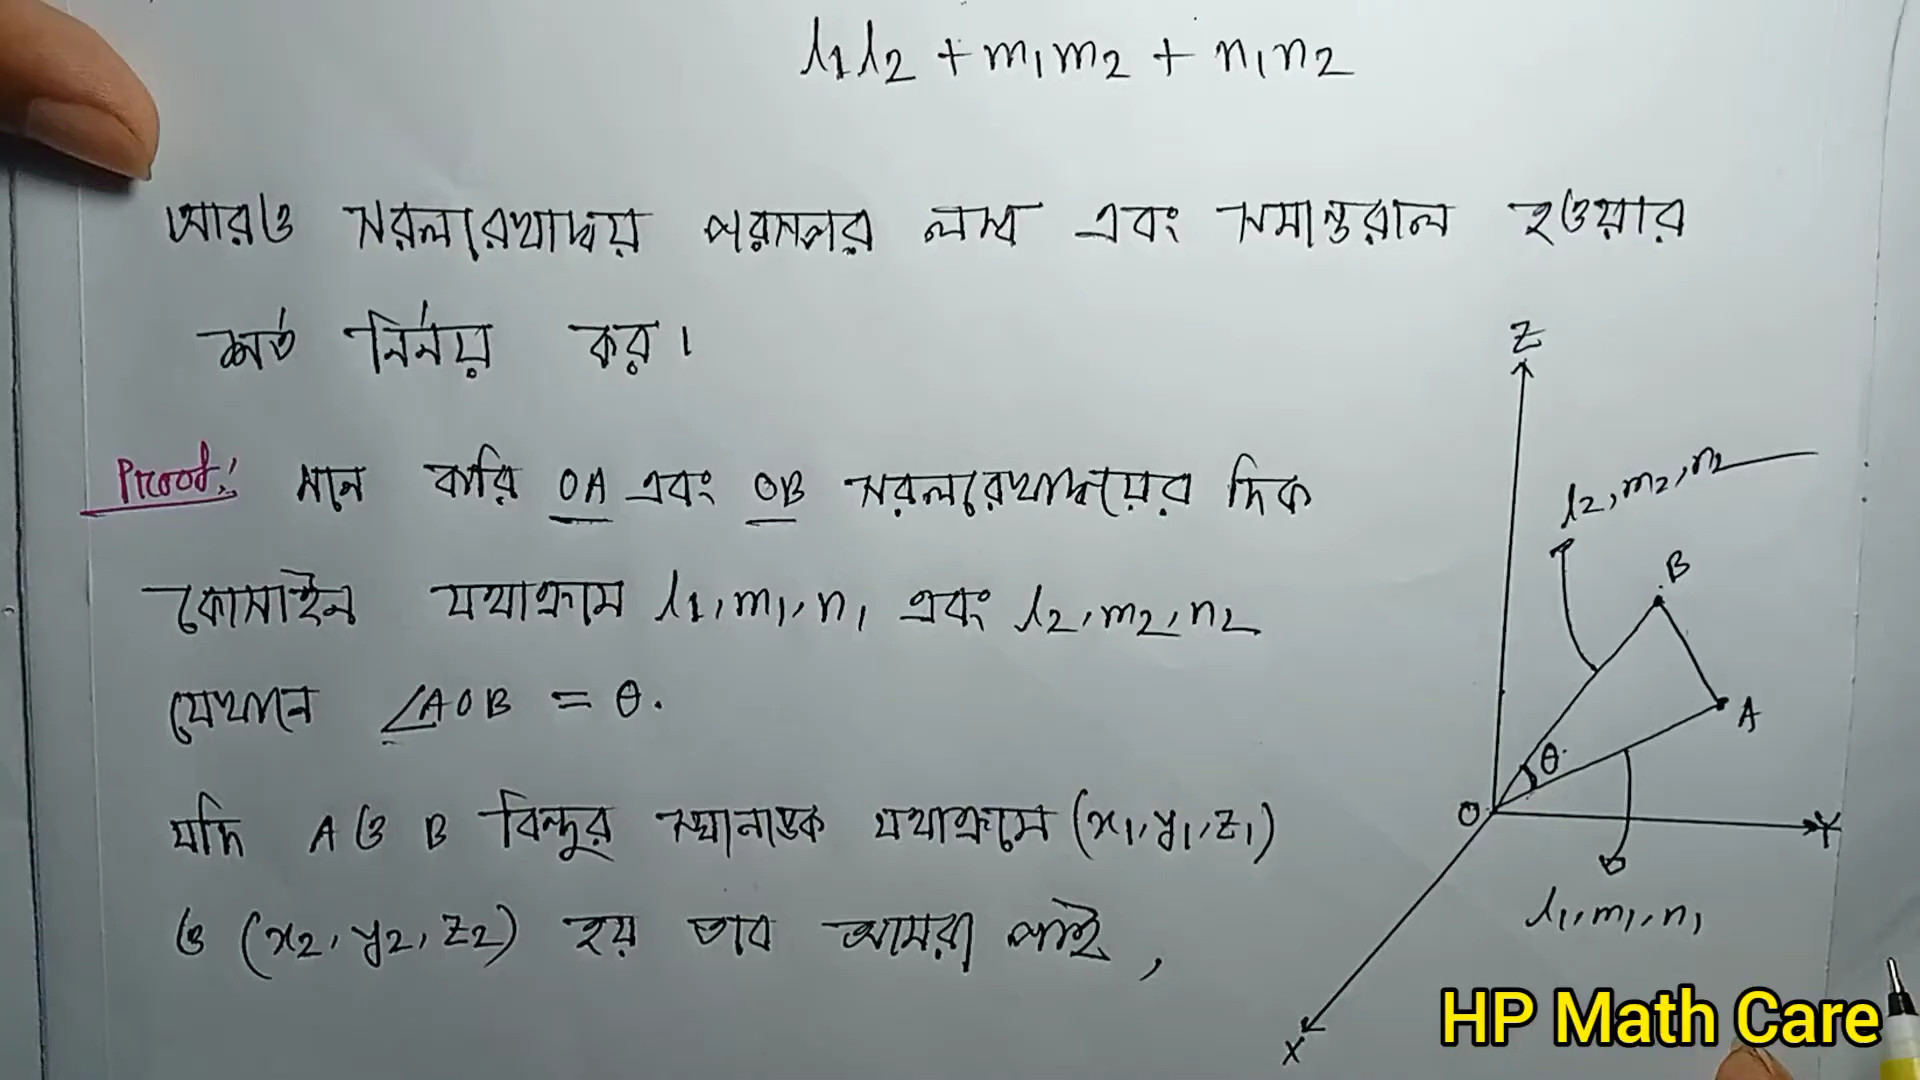 l1l2 + m1m2 + n1n2
আরও সরলরেখাদ্বয় পরস্পর লম্ব এবং সমান্তরাল হওয়ার
শর্ত নির্ণয় কর।
Z
l2, m2, n2
Proof: মনে করি OA এবং OB সরলরেখাদ্বয়ের দিক
B
কোসাইন যথাক্রমে l1, m1, n1 এবং l2, m2, n2
যেখানে ∠AOB = θ.
A
θ
যদি A ও B বিন্দুর স্থানাঙ্ক যথাক্রমে (x1, y1, z1)
O
Y
ও (x2, y2, z2) হয় তবে আমরা পাই,
l1, m1, n1
X
HP Math Care